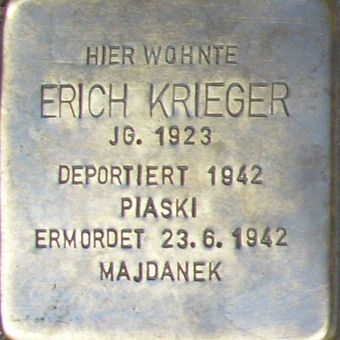 HIER WOHNTE
ERICH KRIEGER
JG. 1923
DEPORTIERT 1942
PIASKI
ERMORDET 23.6.1942
MAJDANEK